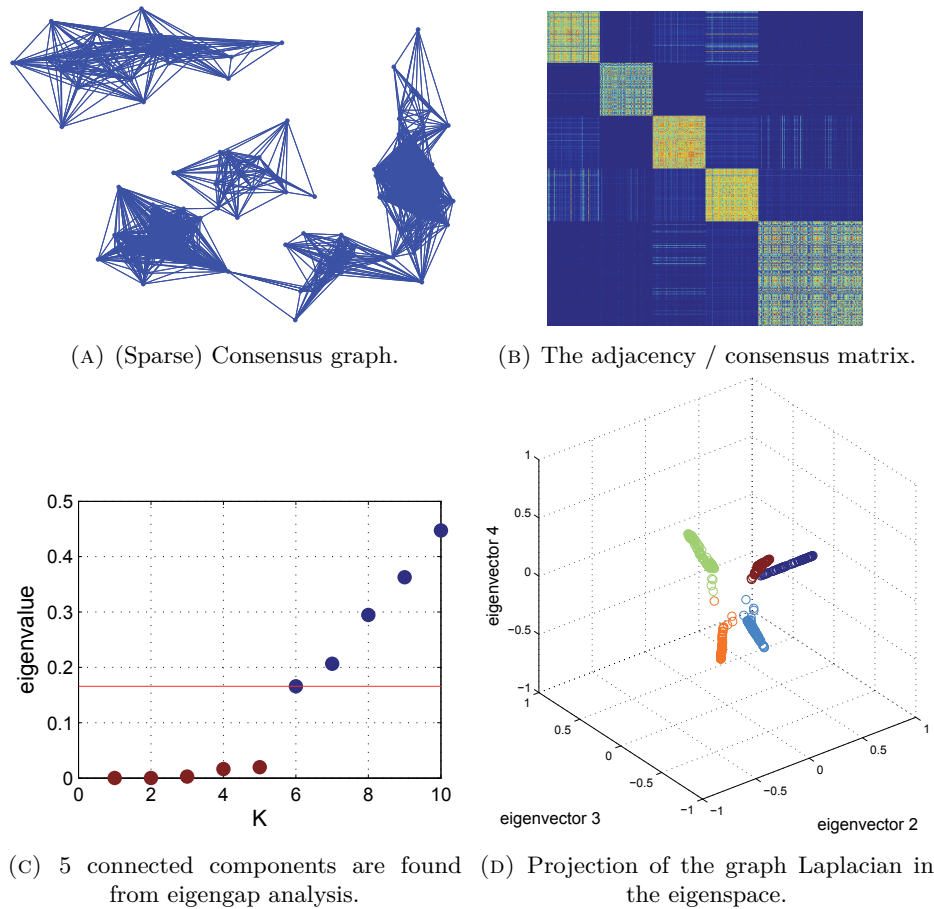 (A) (Sparse) Consensus graph.
(B) The adjacency / consensus matrix.
0.5
0.4
0.3
0.2
0.1
0
eigenvalue
0
2
4
6
8
10
K
1
0.5
0
−0.5
−1
eigenvector 4
1
0.5
0
−0.5
−1
eigenvector 3
−1
−0.5
0
0.5
1
eigenvector 2
(C) 5 connected components are found
from eigengap analysis.
(D) Projection of the graph Laplacian in
the eigenspace.